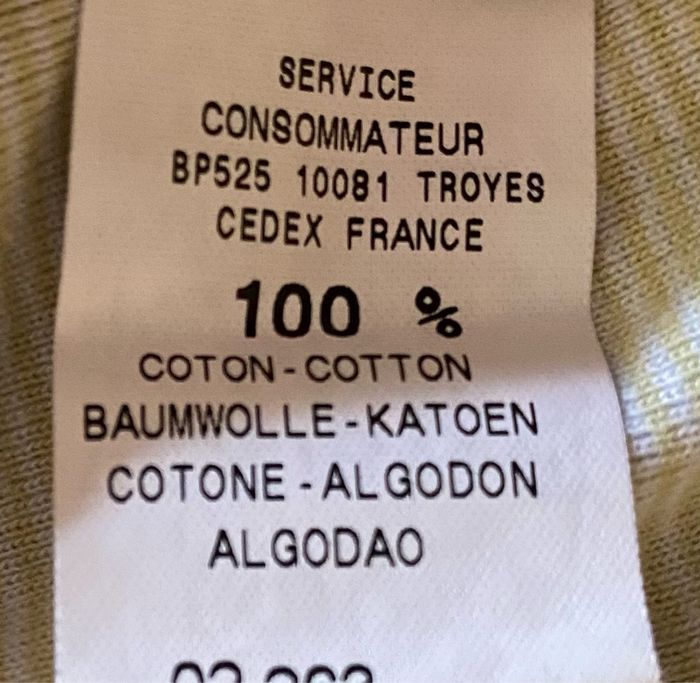 SERVICE
CONSOMMATEUR
BP525 10081 TROYES
CEDEX FRANCE
100 %
COTON-COTTON
BAUMWOLLE-KATOEN
COTONE-ALGODON
ALGODAO